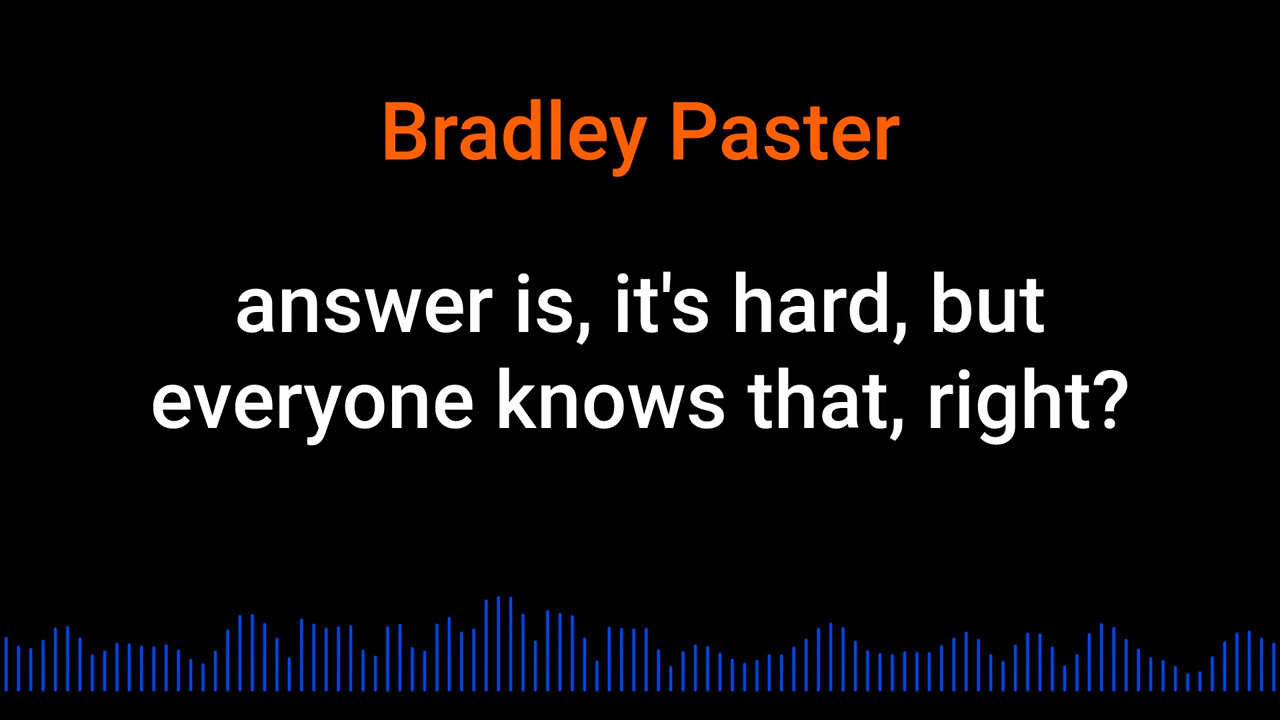 Bradley Paster
answer is, it's hard, but
everyone knows that, right?